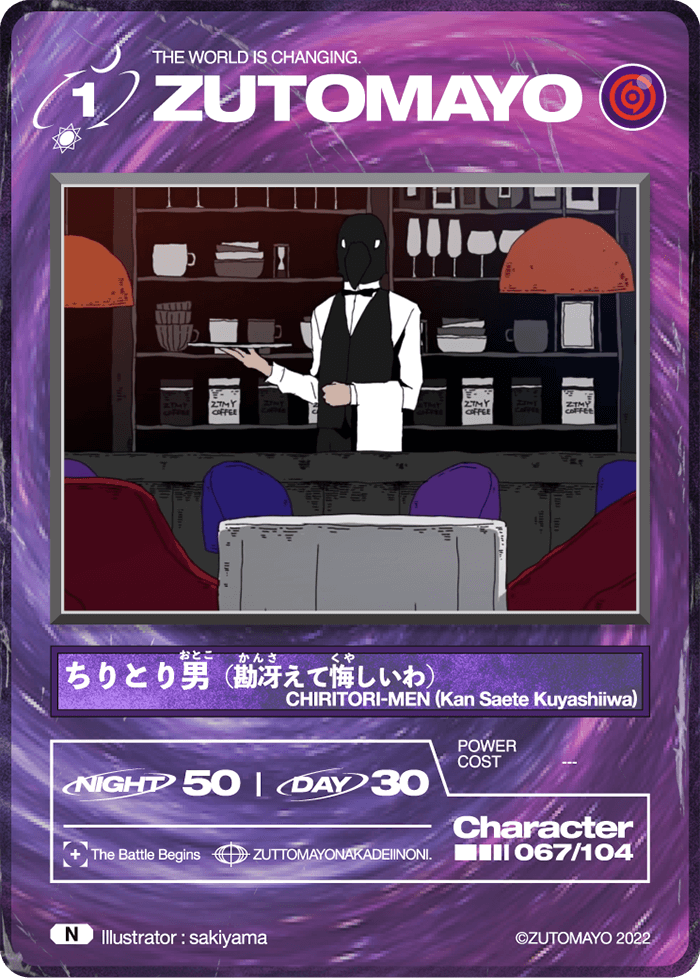 THE WORLD IS CHANGING.
1
ZUTOMAYO
ZTMY COFFEE
ZTMY COFFEE
ZTMY COFFEE
ZTMY COFFEE
ZTMY COFFEE
ZTMY COFFEE
おとこ かんさ くや
ちりとり男（勘冴えて悔しいわ）
CHIRITORI-MEN (Kan Saete Kuyashiiwa)
NIGHT 50 | DAY 30
POWER
COST ---
The Battle Begins ZUTTOMAYONAKADEIINONI.
Character
067/104
N Illustrator : sakiyama
©ZUTOMAYO 2022